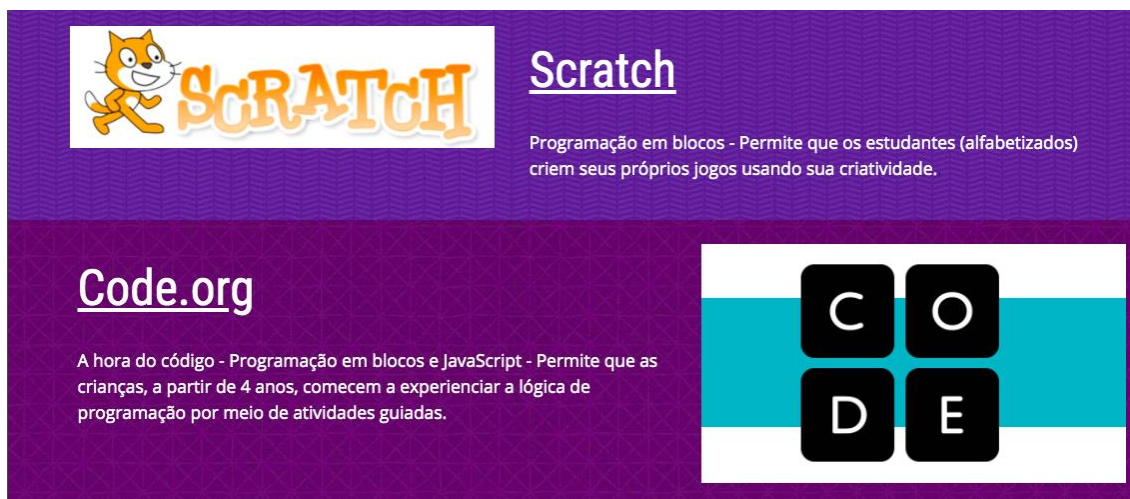 SCRATCH
Scratch
Programação em blocos - Permite que os estudantes (alfabetizados)
criem seus próprios jogos usando sua criatividade.
Code.org
A hora do código - Programação em blocos e JavaScript - Permite que as
crianças, a partir de 4 anos, comecem a experienciar a lógica de
programação por meio de atividades guiadas.
C O
D E